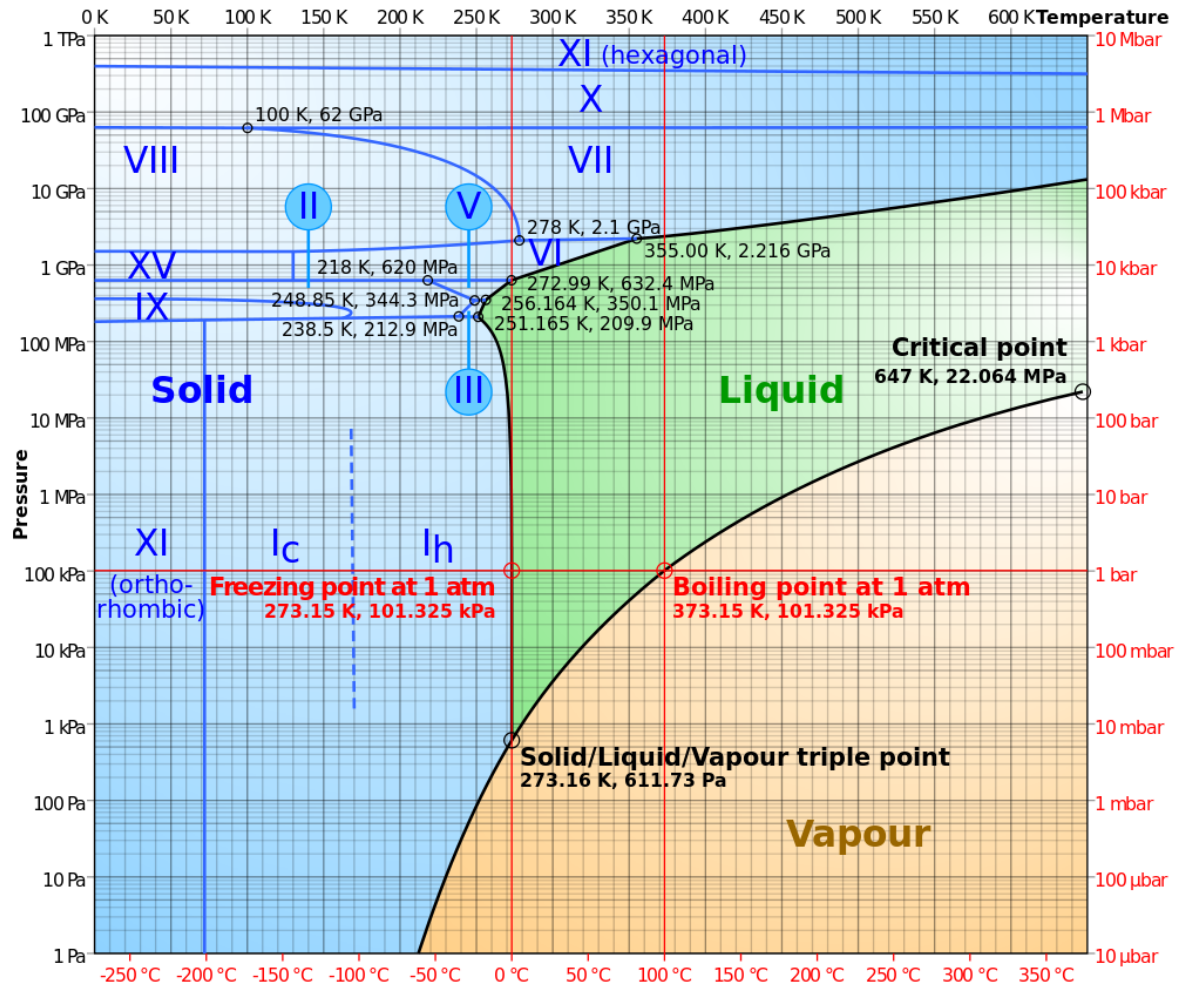 0 K 50 K 100 K 150 K 200 K 250 K 300 K 350 K 400 K 450 K 500 K 550 K 600 K Temperature
1 TPa
XI (hexagonal)
10 Mbar
X
100 GPa
100 K, 62 GPa
1 Mbar
VIII
VII
10 GPa
100 kbar
II
V
278 K, 2.1 GPa
VI
355.00 K, 2.216 GPa
1 GPa
XV
218 K, 620 MPa
10 kbar
272.99 K, 632.4 MPa
IX
248.85 K, 344.3 MPa
256.164 K, 350.1 MPa
238.5 K, 212.9 MPa
251.165 K, 209.9 MPa
100 MPa
1 kbar
Critical point
647 K, 22.064 MPa
Solid
III
Liquid
10 MPa
100 bar
Pressure
1 MPa
10 bar
XI
(ortho-
rhombic)
Ic
Ih
100 kPa
1 bar
Freezing point at 1 atm
273.15 K, 101.325 kPa
Boiling point at 1 atm
373.15 K, 101.325 kPa
10 kPa
100 mbar
1 kPa
10 mbar
Solid/Liquid/Vapour triple point
273.16 K, 611.73 Pa
100 Pa
1 mbar
Vapour
10 Pa
100 µbar
1 Pa
10 µbar
-250 °C -200 °C -150 °C -100 °C -50 °C 0 °C 50 °C 100 °C 150 °C 200 °C 250 °C 300 °C 350 °C